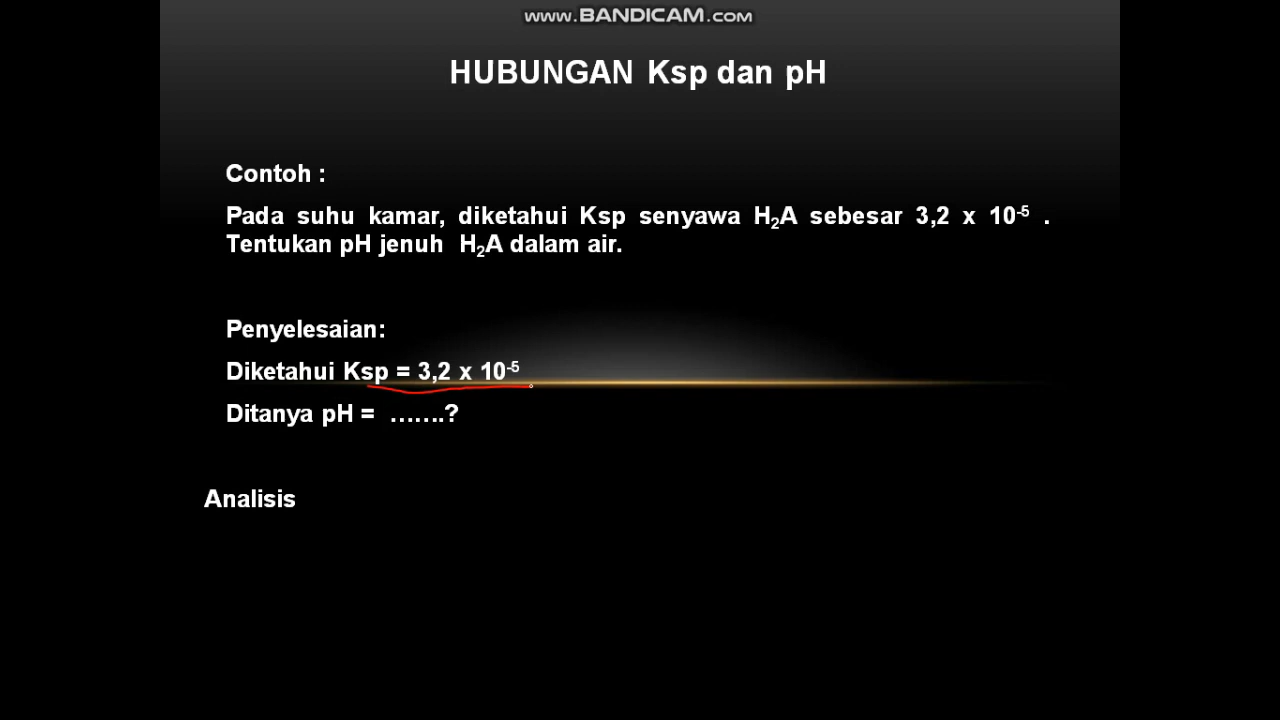 www.BANDICAM.com
HUBUNGAN Ksp dan pH
Contoh :
Pada suhu kamar, diketahui Ksp senyawa H₂A sebesar 3,2 x 10⁻⁵ .
Tentukan pH jenuh H₂A dalam air.
Penyelesaian:
Diketahui Ksp = 3,2 x 10⁻⁵
Ditanya pH = …….?
Analisis